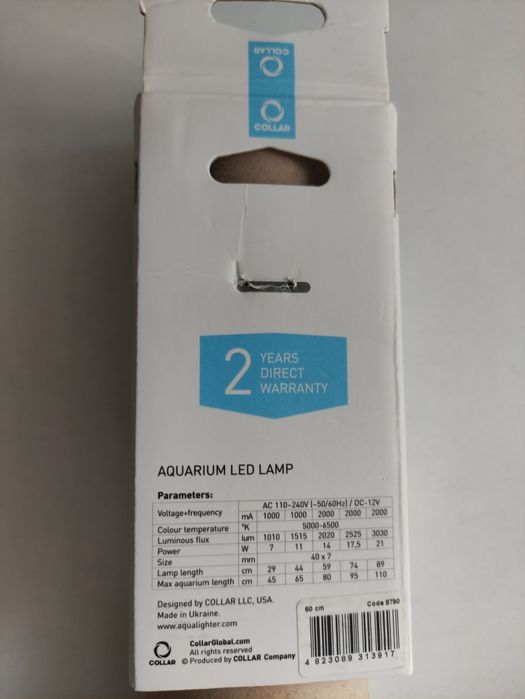 COLLAR
COLLAR
2 YEARS
DIRECT
WARRANTY
AQUARIUM LED LAMP
Parameters:
Voltage+frequency AC 110-240V (~50/60Hz) / DC-12V
mA 1000 1000 2000 2000 2000
Colour temperature °K 5000-6500
Luminous flux lum 1010 1515 2020 2525 3030
Power W 7 11 14 17,5 21
Size mm 40 x 7
Lamp length cm 29 44 59 74 89
Max aquarium length cm 45 65 80 95 110
Designed by COLLAR LLC, USA.
Made in Ukraine.
www.aqualighter.com
COLLAR
CollarGlobal.com
All rights reserved
© Produced by COLLAR Company
60 cm Code 8790
4 823089 313917